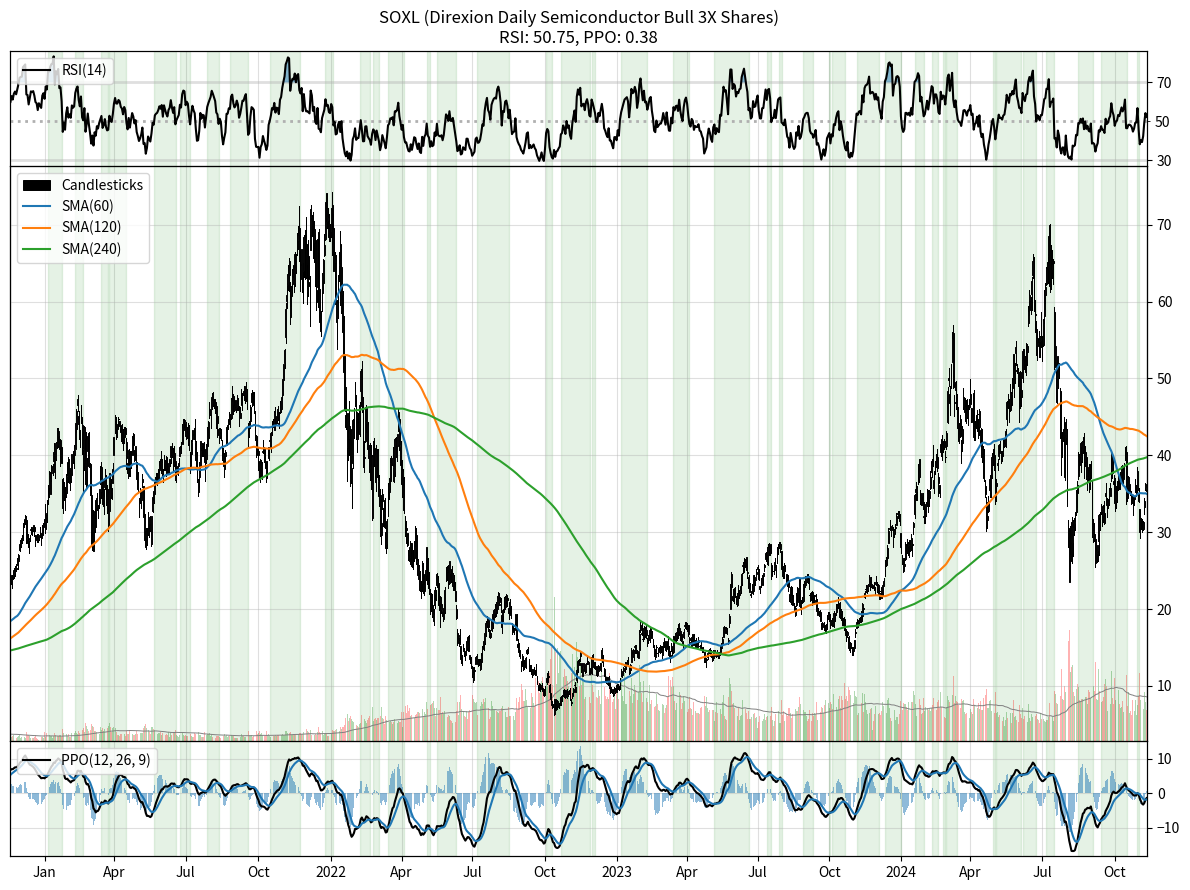 SOXL (Direxion Daily Semiconductor Bull 3X Shares)
RSI: 50.75, PPO: 0.38
RSI(14)
70
50
30
Candlesticks
SMA(60)
SMA(120)
SMA(240)
70
60
50
40
30
20
10
PPO(12, 26, 9)
10
0
−10
Jan Apr Jul Oct 2022 Apr Jul Oct 2023 Apr Jul Oct 2024 Apr Jul Oct